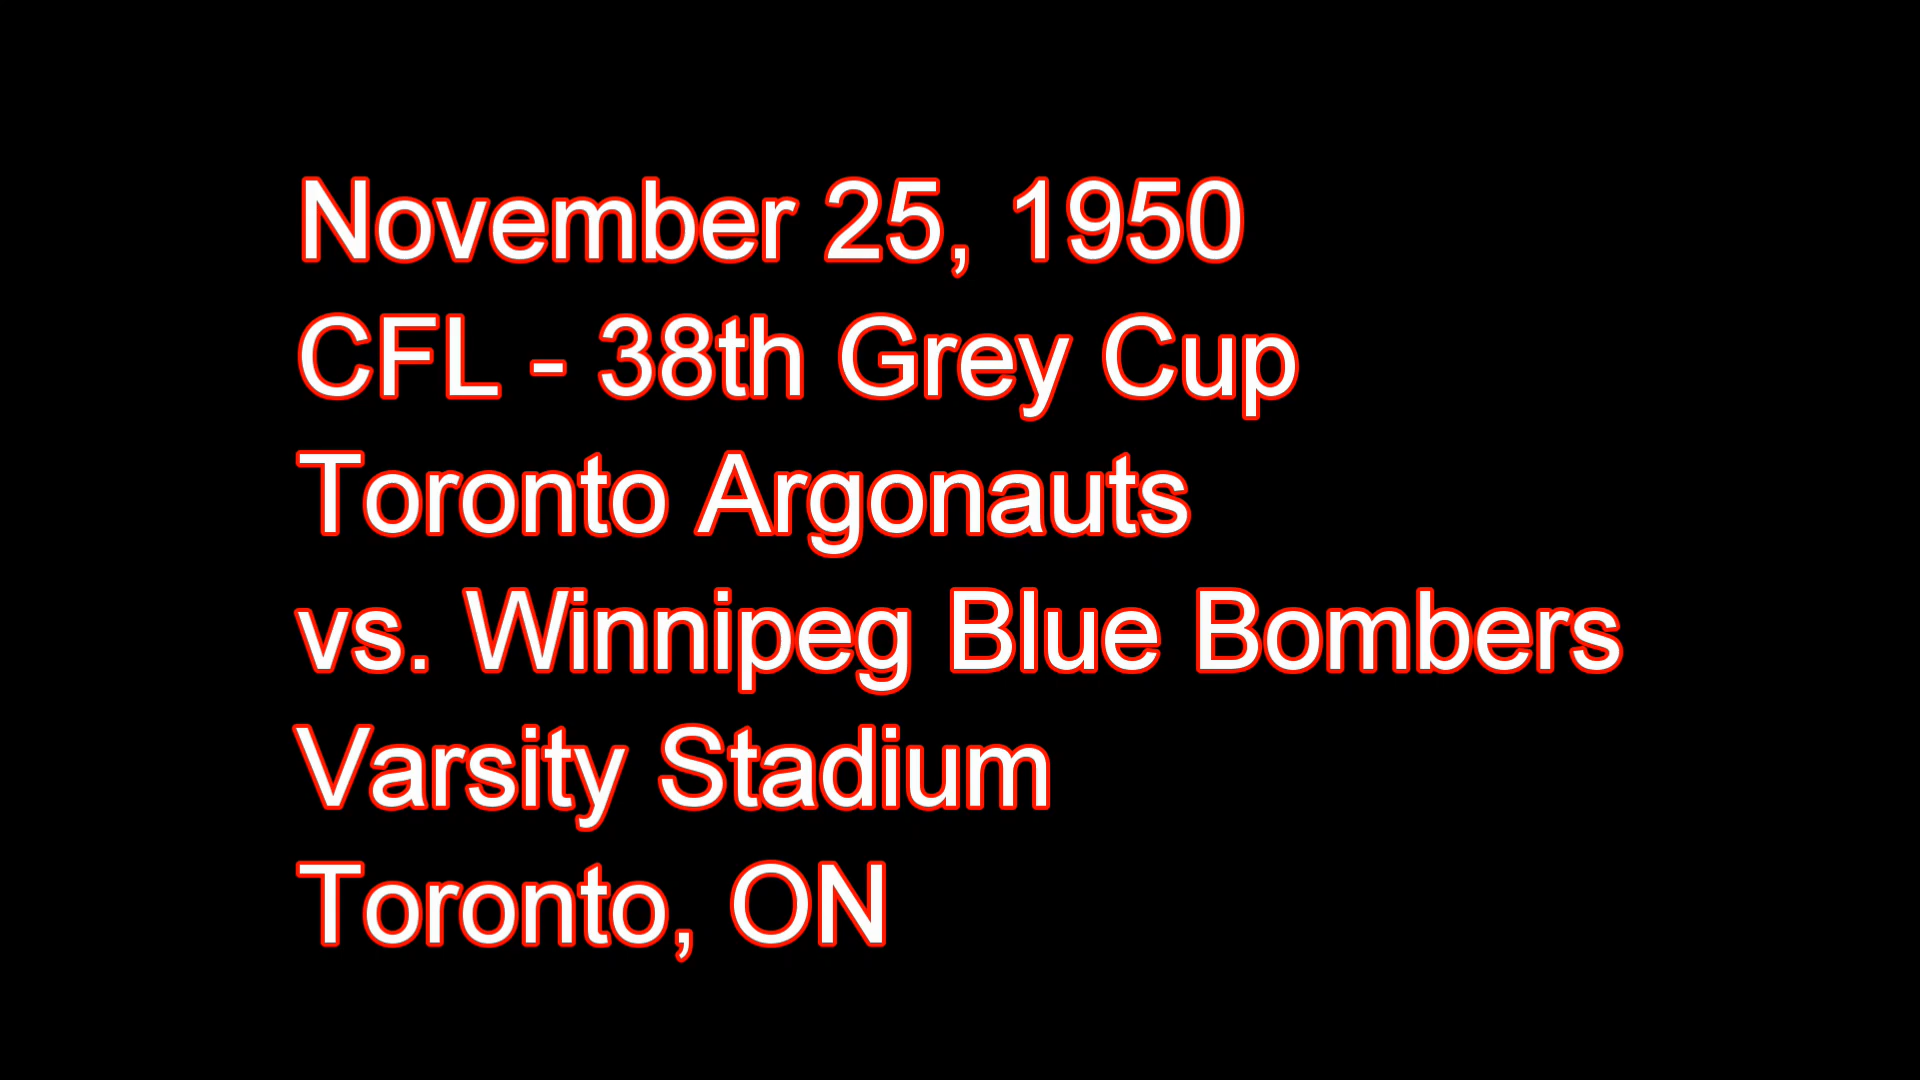 November 25, 1950
CFL - 38th Grey Cup
Toronto Argonauts
vs. Winnipeg Blue Bombers
Varsity Stadium
Toronto, ON